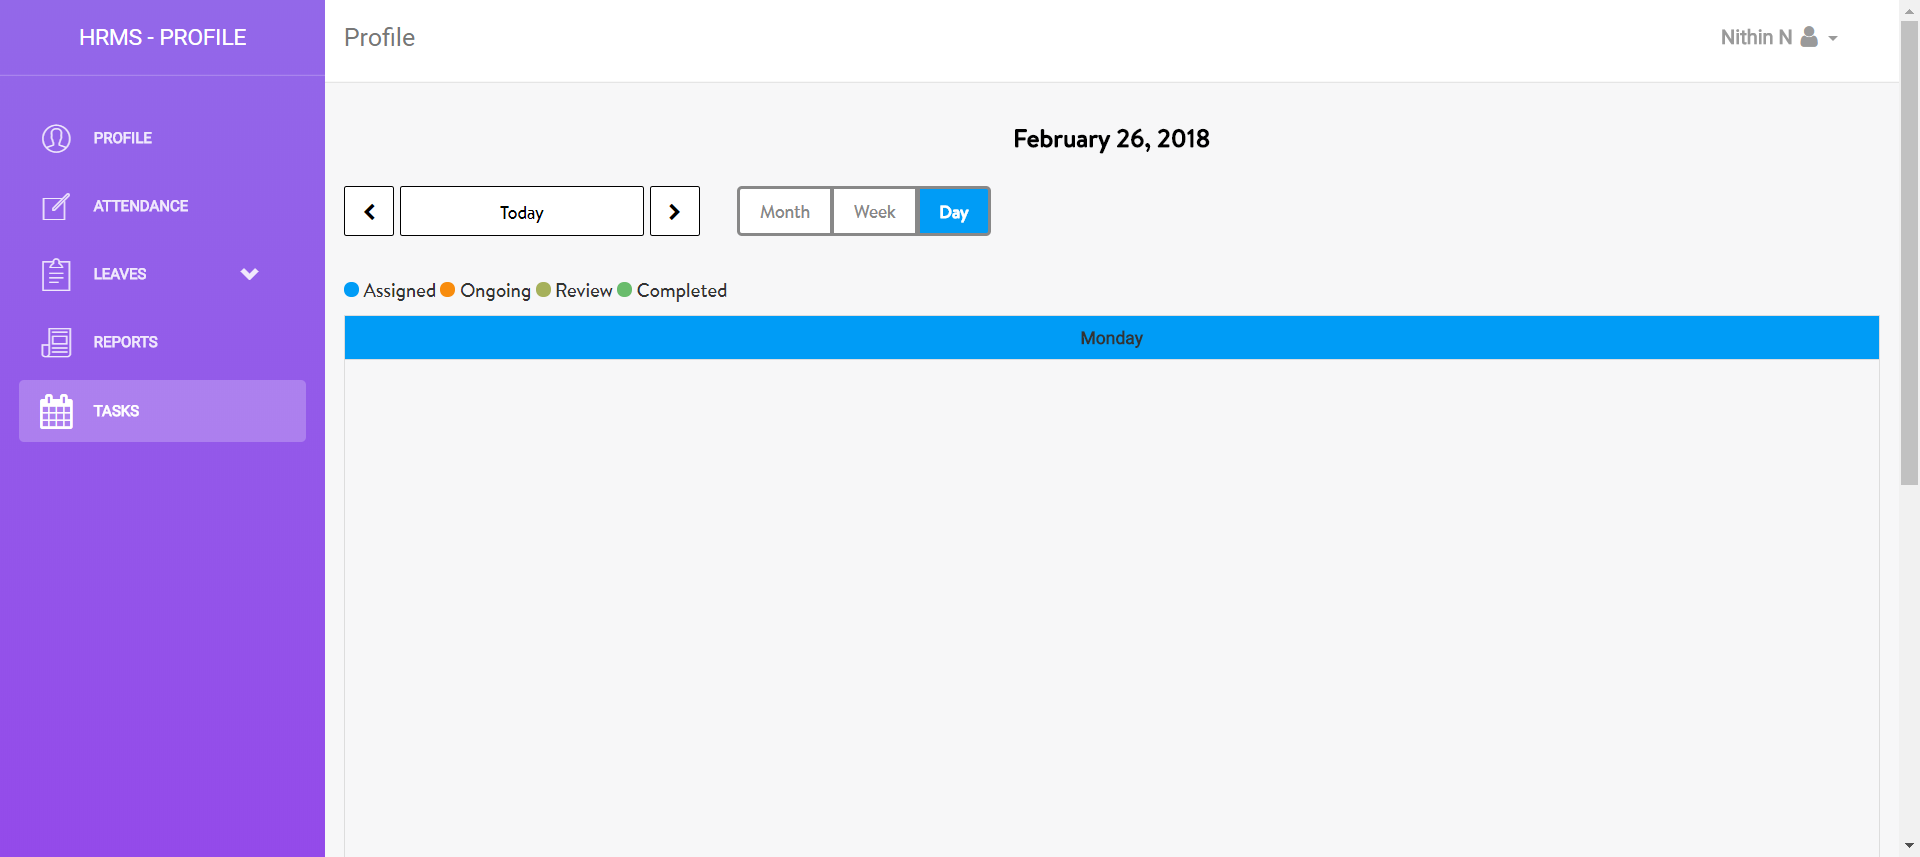 HRMS - PROFILE
Profile
Nithin N
PROFILE
ATTENDANCE
LEAVES
REPORTS
TASKS
February 26, 2018
Today
Month Week Day
Assigned Ongoing Review Completed
Monday